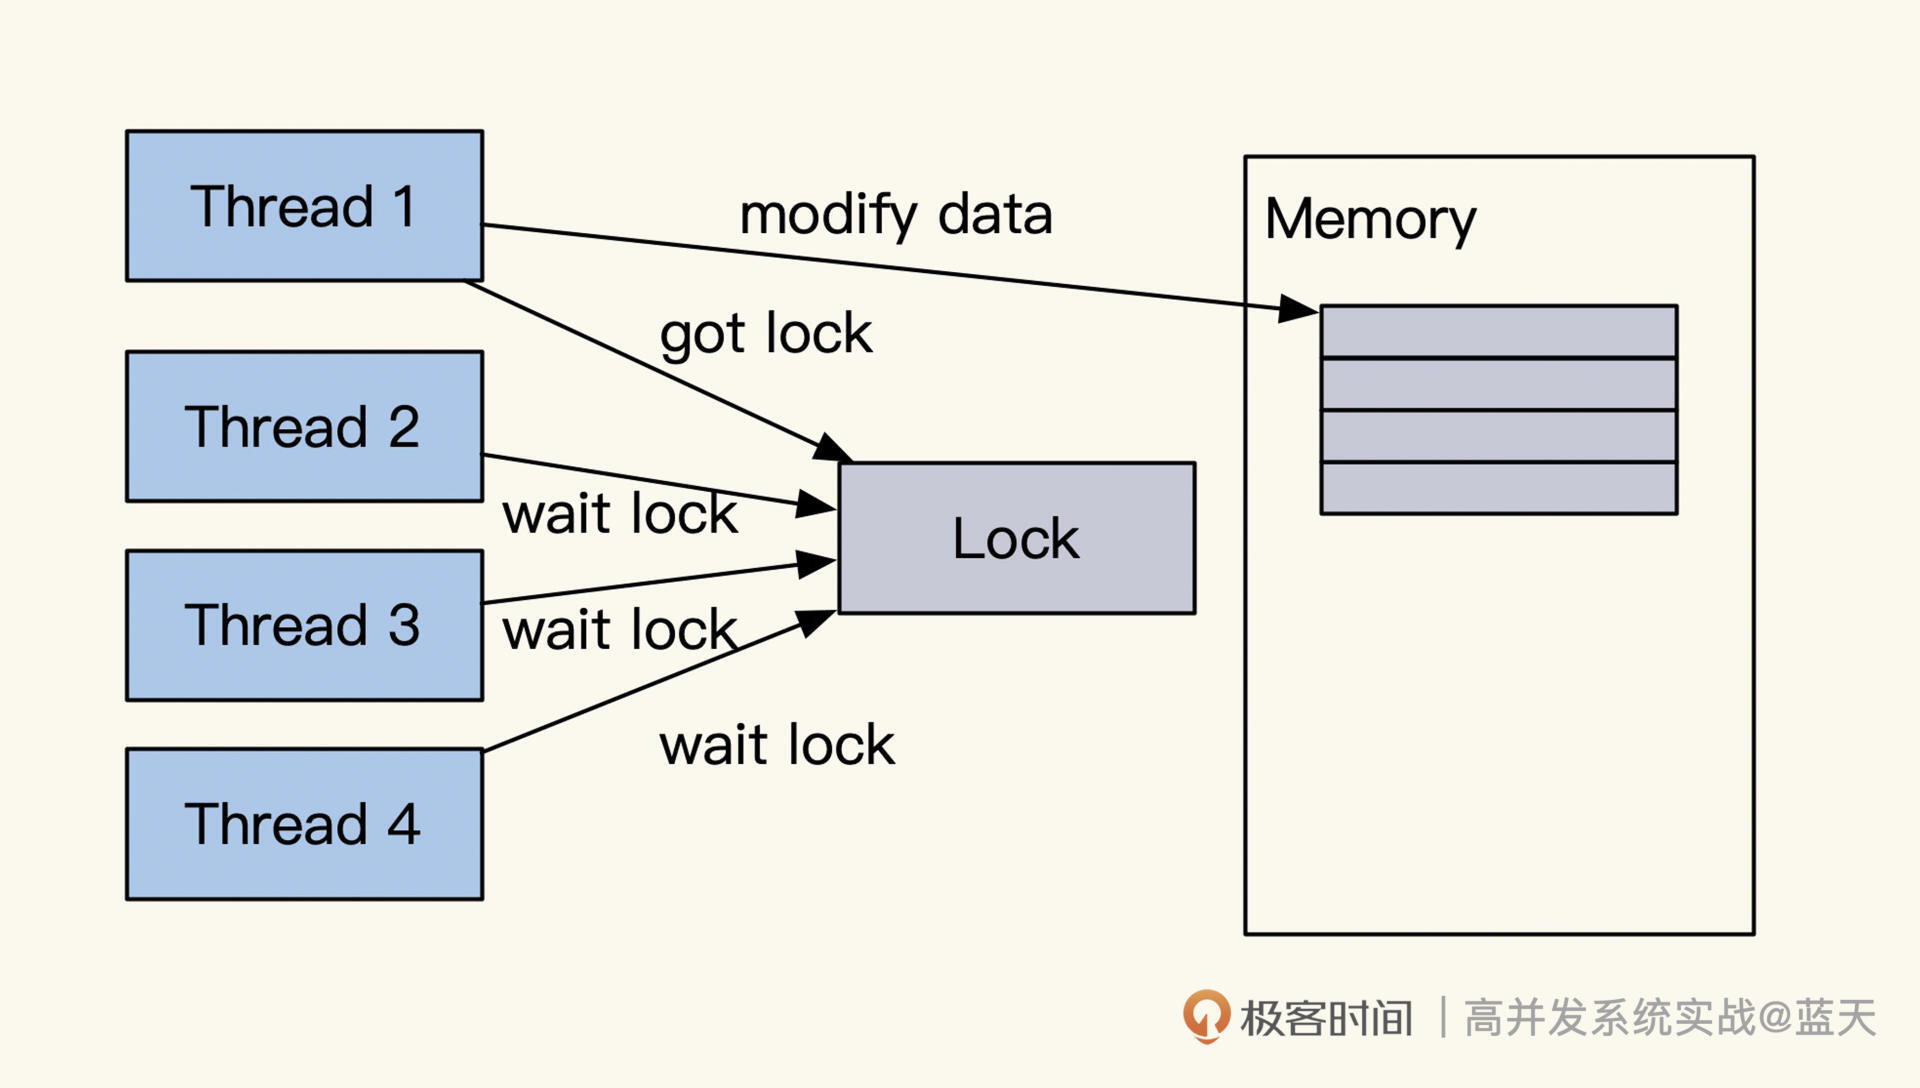 Thread 1
modify data
Memory
got lock
Thread 2
wait lock
Lock
Thread 3
wait lock
wait lock
Thread 4
极客时间 | 高并发系统实战@蓝天